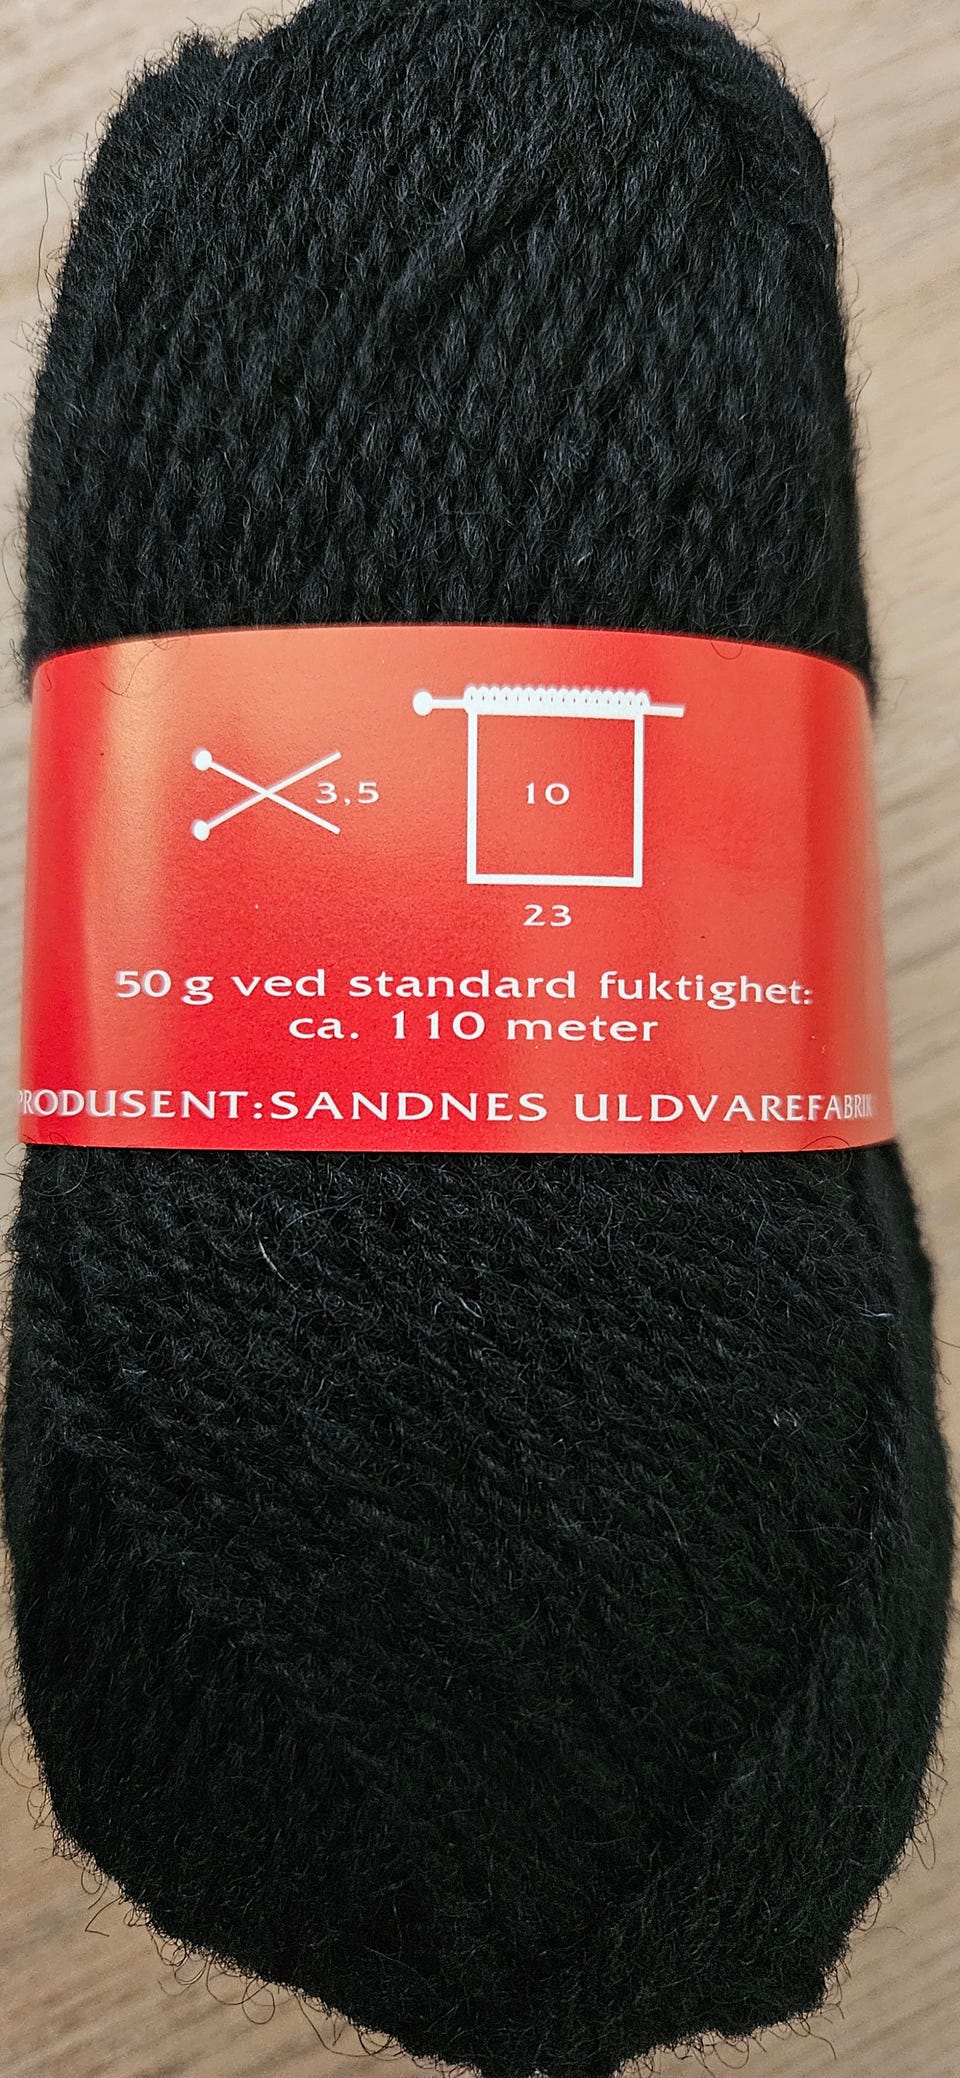 3,5
10
23
50 g ved standard fuktighet:
ca. 110 meter
PRODUSENT:SANDNES ULDVAREFABRIK